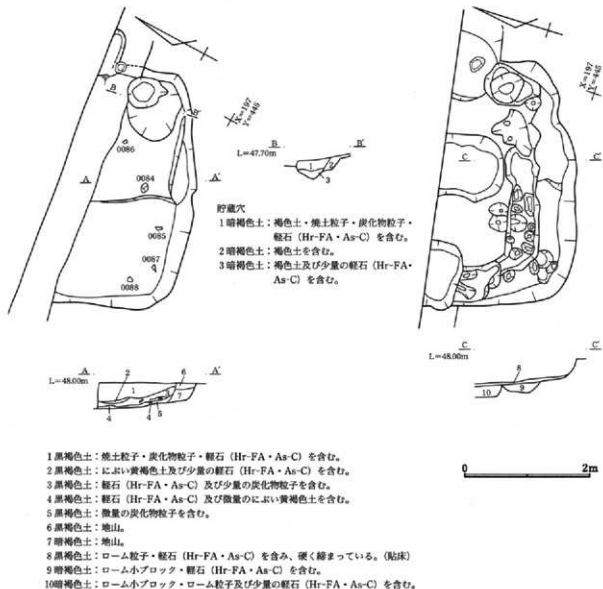 X=197
Y=445
B
B'
0086
0084
A
A'
0085
0087
0088
B
B'
L=47.70m
1
2
3
貯蔵穴
1 暗褐色土；褐色土・焼土粒子・炭化物粒子・
軽石（Hr-FA・As-C）を含む。
2 暗褐色土；褐色土を含む。
3 暗褐色土；褐色土及び少量の軽石（Hr-FA・
As-C）を含む。
X=197
Y=445
C
C'
A
A'
L=48.00m
2
1
6
3
7
4
4
5
C
C'
L=48.00m
8
10
9
1 黒褐色土：焼土粒子・炭化物粒子・軽石（Hr-FA・As-C）を含む。
2 黒褐色土：にぶい黄褐色土及び少量の軽石（Hr-FA・As-C）を含む。
3 黒褐色土：軽石（Hr-FA・As-C）及び少量の炭化物粒子を含む。
4 黒褐色土：軽石（Hr-FA・As-C）及び微量のにぶい黄褐色土を含む。
5 黒褐色土：微量の炭化物粒子を含む。
6 黒褐色土：地山。
7 暗褐色土：地山。
8 黒褐色土：ローム粒子・軽石（Hr-FA・As-C）を含み、硬く締まっている。（貼床）
9 暗褐色土：ローム小ブロック・軽石（Hr-FA・As-C）を含む。
10暗褐色土：ローム小ブロック・ローム粒子及び少量の軽石（Hr-FA・As-C）を含む。
0
2m